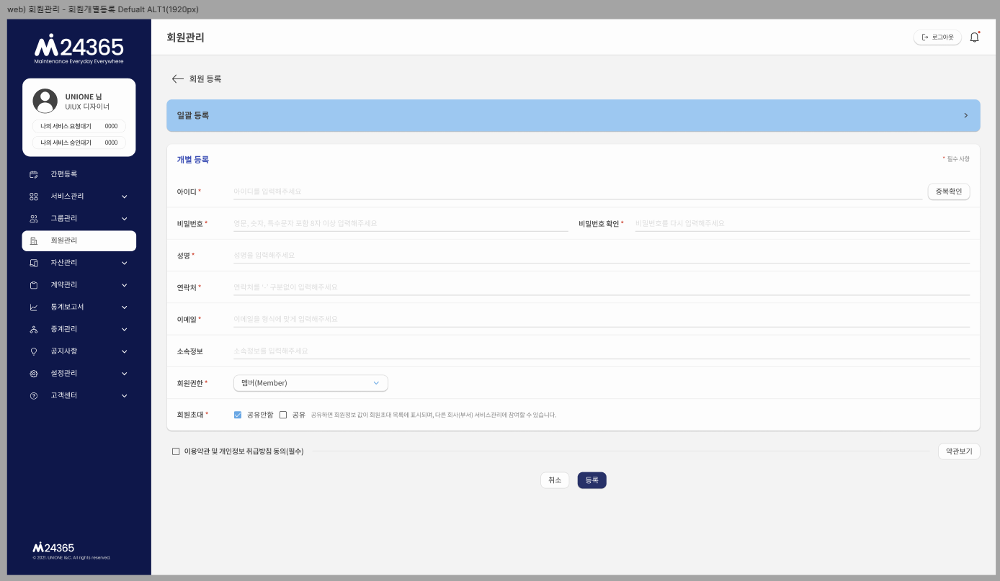 web) 회원관리 - 회원개별등록 Defualt ALT1(1920px)
24365
Maintenance Everyday Everywhere
UNIONE 님
UIUX 디자이너
나의 서비스 요청대기 0000
나의 서비스 승인대기 0000
간편등록
서비스관리
그룹관리
회원관리
자산관리
계약관리
통계보고서
중계관리
공지사항
설정관리
고객센터
24365
© 2021. UNIONE I&C. All rights reserved.
회원관리
로그아웃
회원 등록
일괄 등록
개별 등록
* 필수 사항
아이디 * 아이디를 입력해주세요 중복확인
비밀번호 * 영문, 숫자, 특수문자 포함 8자 이상 입력해주세요 비밀번호 확인 * 비밀번호를 다시 입력해주세요
성명 * 성명을 입력해주세요
연락처 * 연락처를 '-' 구분없이 입력해주세요
이메일 * 이메일을 형식에 맞게 입력해주세요
소속정보 소속정보를 입력해주세요
회원권한 * 멤버(Member)
회원초대 * 공유안함 공유 공유하면 회원정보 값이 회원초대 목록에 표시되며, 다른 회사(부서) 서비스관리에 참여할 수 있습니다.
이용약관 및 개인정보 취급방침 동의(필수) 약관보기
취소 등록